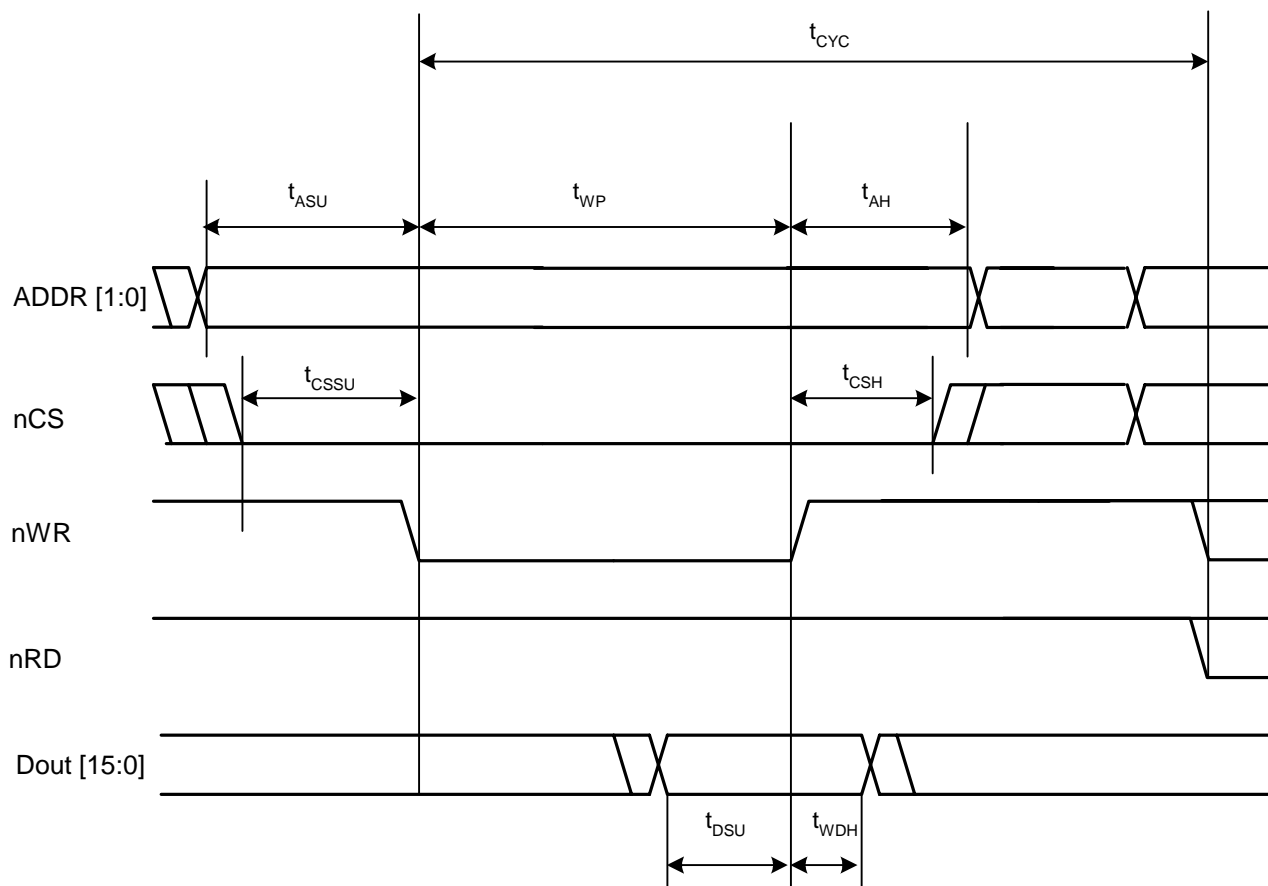 tCYC
tASU
tWP
tAH
ADDR [1:0]
tCSSU
tCSH
nCS
nWR
nRD
Dout [15:0]
tDSU
tWDH